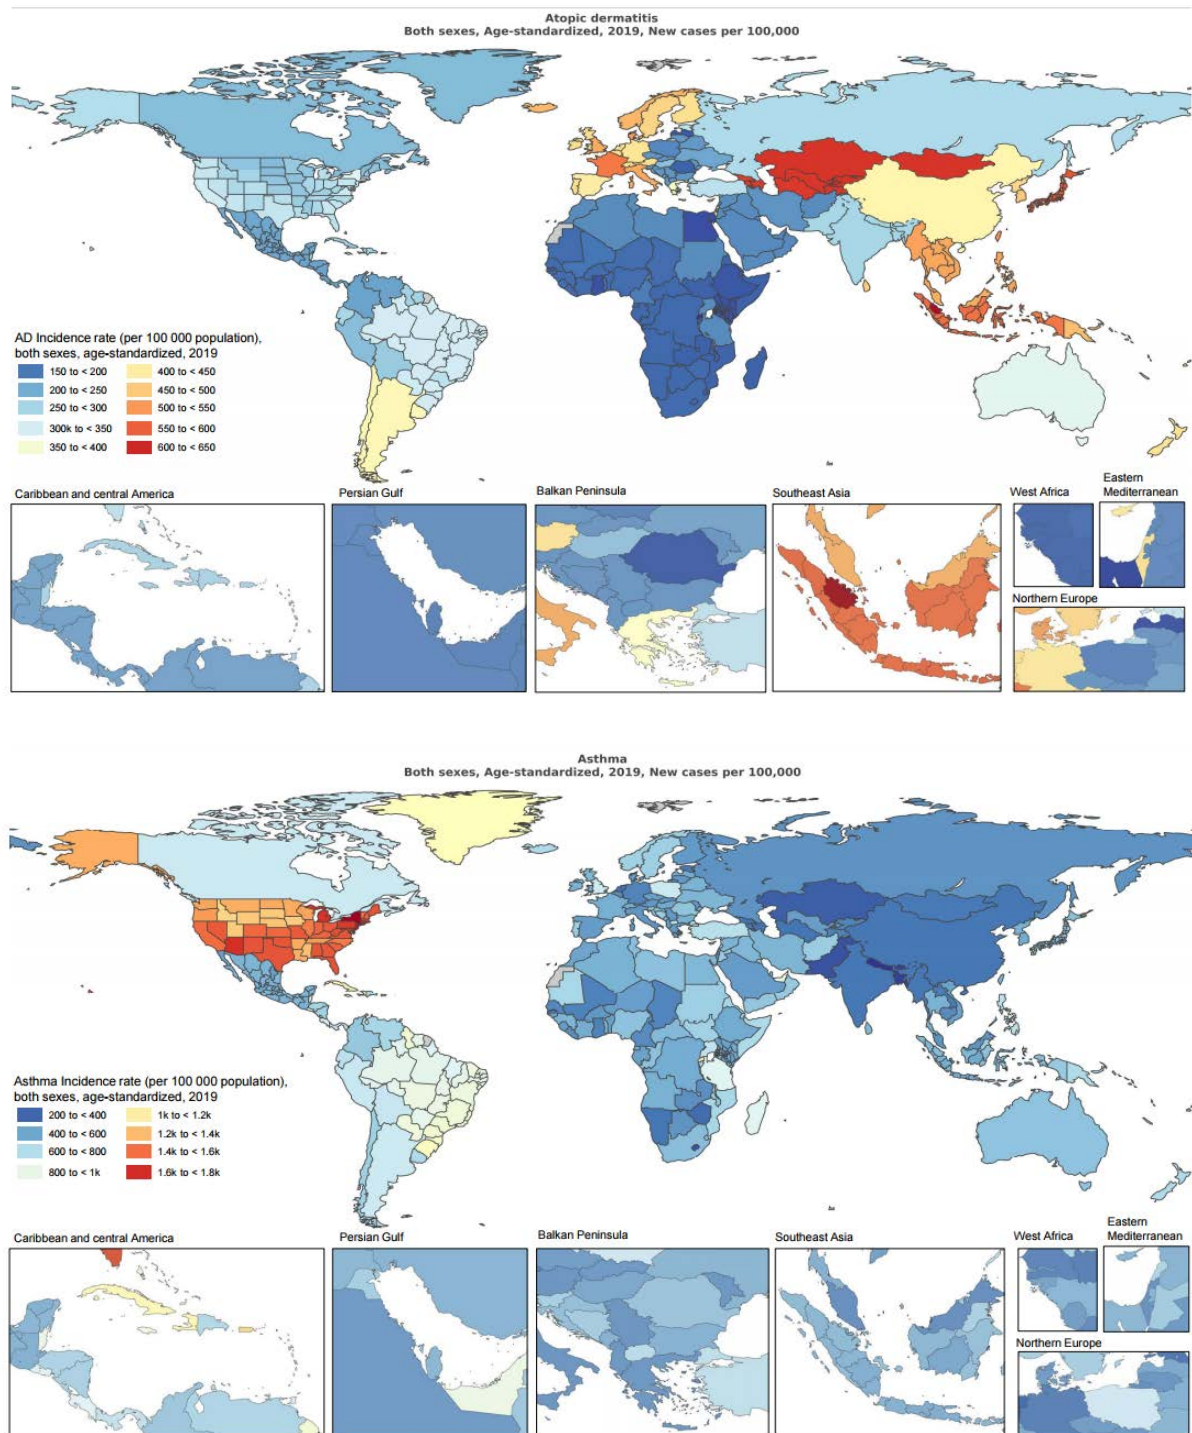 Atopic dermatitis
Both sexes, Age-standardized, 2019, New cases per 100,000
AD Incidence rate (per 100 000 population),
both sexes, age-standardized, 2019
150 to < 200
400 to < 450
200 to < 250
450 to < 500
250 to < 300
500 to < 550
300k to < 350
550 to < 600
350 to < 400
600 to < 650
Caribbean and central America
Persian Gulf
Balkan Peninsula
Southeast Asia
West Africa
Eastern
Mediterranean
Northern Europe
Asthma
Both sexes, Age-standardized, 2019, New cases per 100,000
Asthma Incidence rate (per 100 000 population),
both sexes, age-standardized, 2019
200 to < 400
1k to < 1.2k
400 to < 600
1.2k to < 1.4k
600 to < 800
1.4k to < 1.6k
800 to < 1k
1.6k to < 1.8k
Caribbean and central America
Persian Gulf
Balkan Peninsula
Southeast Asia
West Africa
Eastern
Mediterranean
Northern Europe